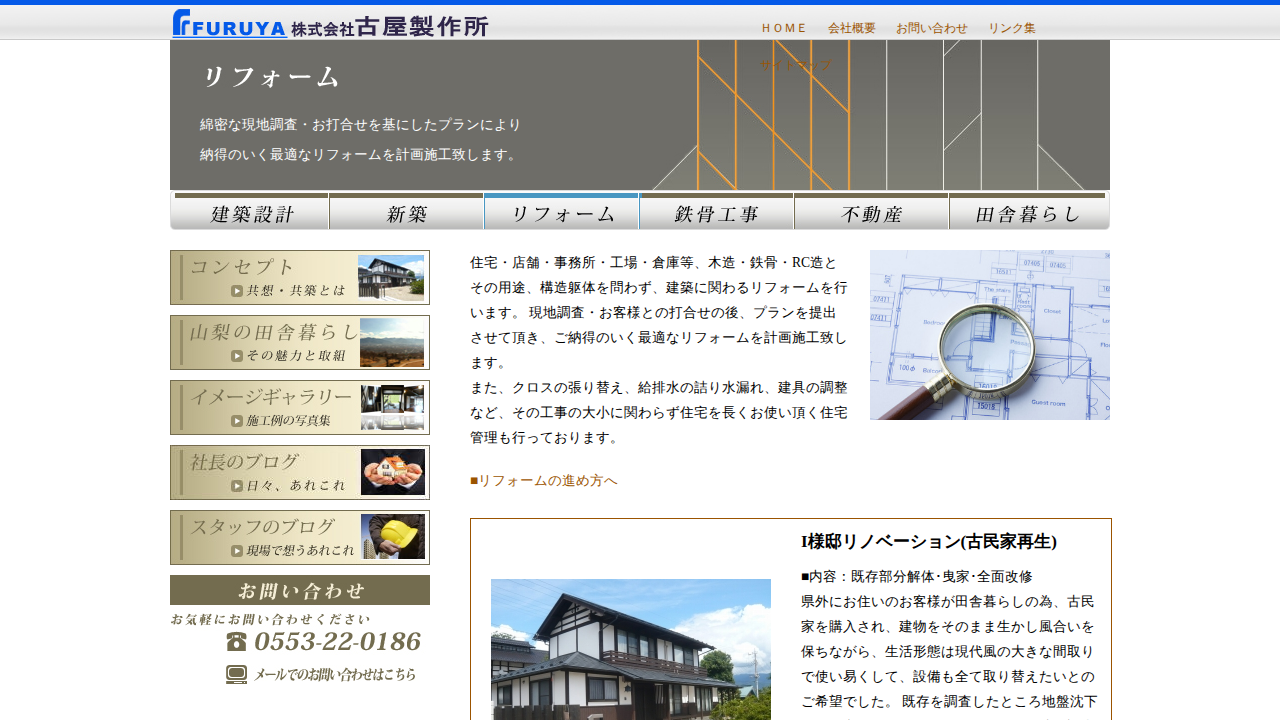 FURUYA 株式会社古屋製作所
ＨＯＭＥ 会社概要 お問い合わせ リンク集
サイトマップ
リフォーム
綿密な現地調査・お打合せを基にしたプランにより
納得のいく最適なリフォームを計画施工致します。
建築設計 新築 リフォーム 鉄骨工事 不動産 田舎暮らし
コンセプト
共想・共築とは
山梨の田舎暮らし
その魅力と取組
イメージギャラリー
施工例の写真集
社長のブログ
日々、あれこれ
スタッフのブログ
現場で想うあれこれ
お問い合わせ
お気軽にお問い合わせください
0553-22-0186
メールでのお問い合わせはこちら
住宅・店舗・事務所・工場・倉庫等、木造・鉄骨・RC造と
その用途、構造躯体を問わず、建築に関わるリフォームを行
います。 現地調査・お客様との打合せの後、プランを提出
させて頂き、ご納得のいく最適なリフォームを計画施工致し
ます。
また、クロスの張り替え、給排水の詰り水漏れ、建具の調整
など、その工事の大小に関わらず住宅を長くお使い頂く住宅
管理も行っております。
■リフォームの進め方へ
I様邸リノベーション(古民家再生)
■内容：既存部分解体･曳家･全面改修
県外にお住いのお客様が田舎暮らしの為、古民
家を購入され、建物をそのまま生かし風合いを
保ちながら、生活形態は現代風の大きな間取り
で使い易くして、設備も全て取り替えたいとの
ご希望でした。 既存を調査したところ地盤沈下